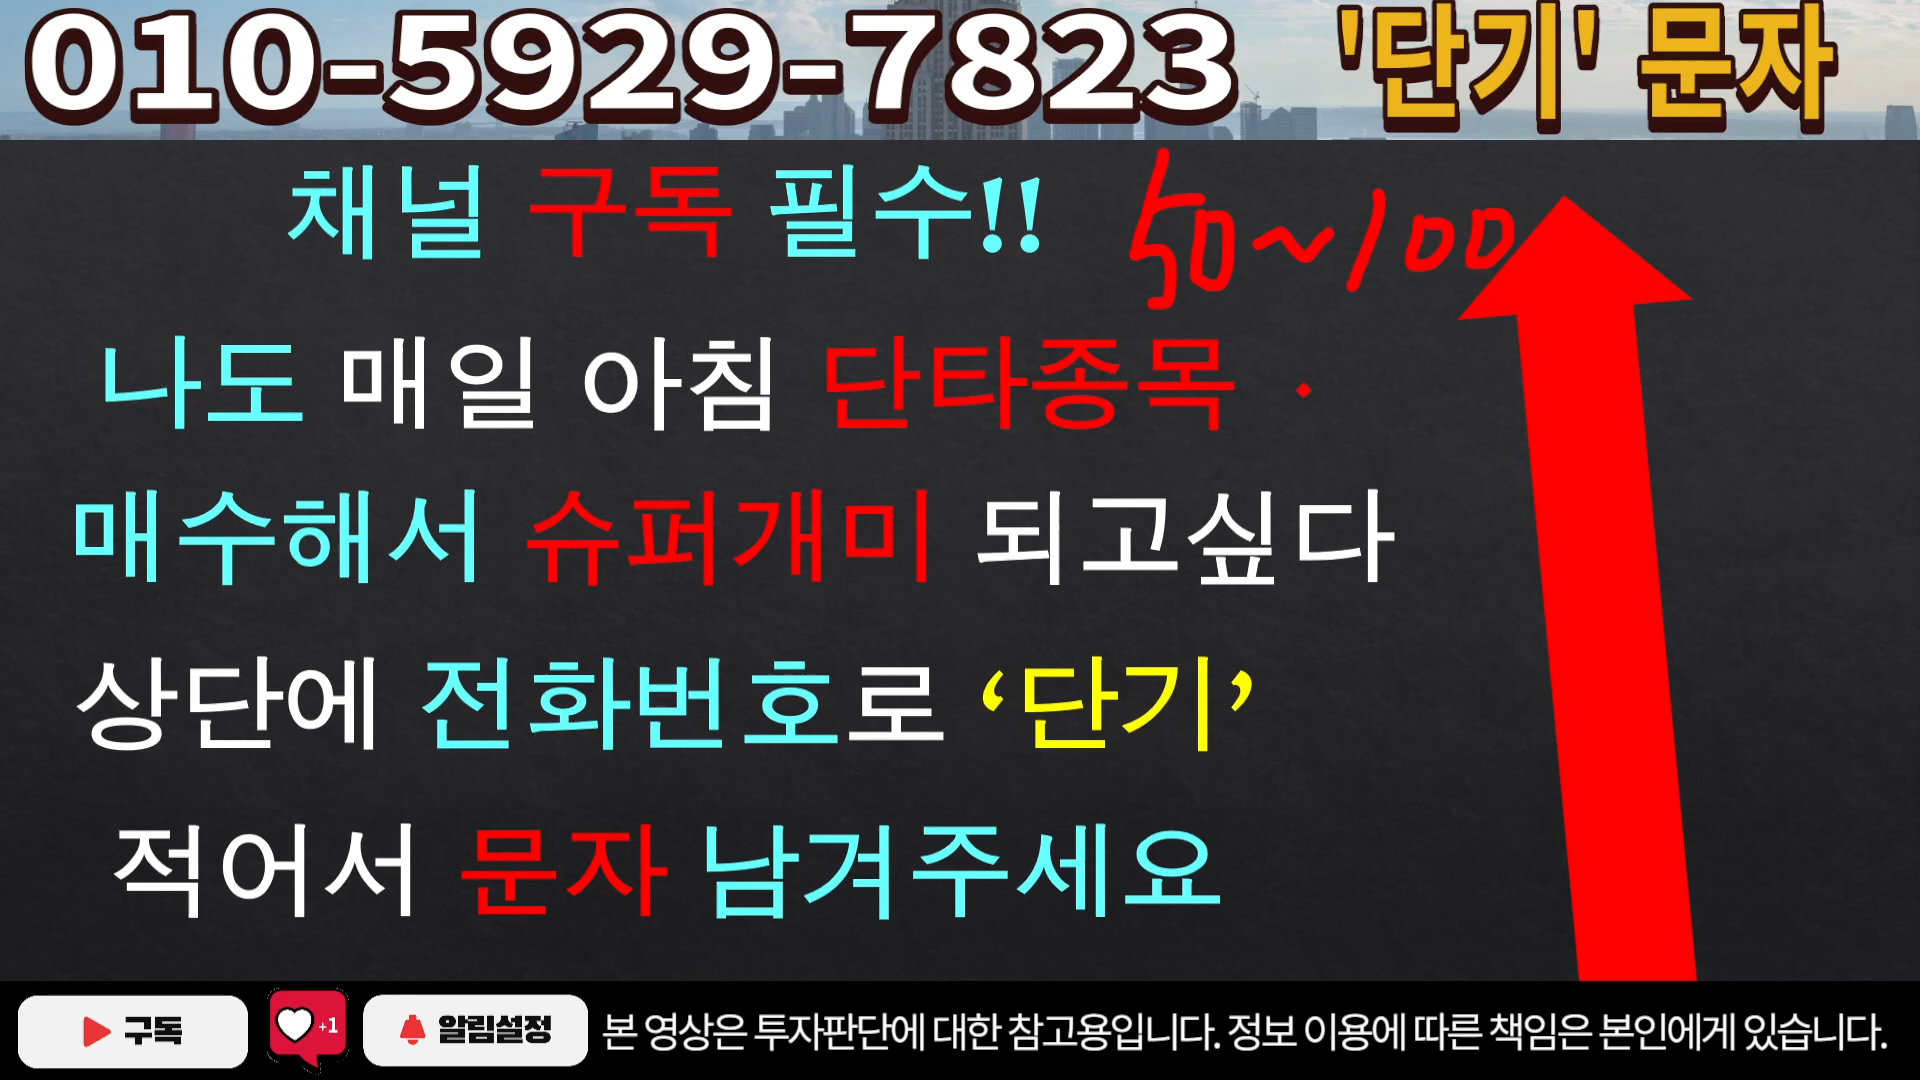 010-5929-7823 '단기' 문자
채널 구독 필수!! 50~100
나도 매일 아침 단타종목
매수해서 슈퍼개미 되고싶다
상단에 전화번호로 ‘단기’
적어서 문자 남겨주세요
구독 +1 알림설정 본 영상은 투자판단에 대한 참고용입니다. 정보 이용에 따른 책임은 본인에게 있습니다.